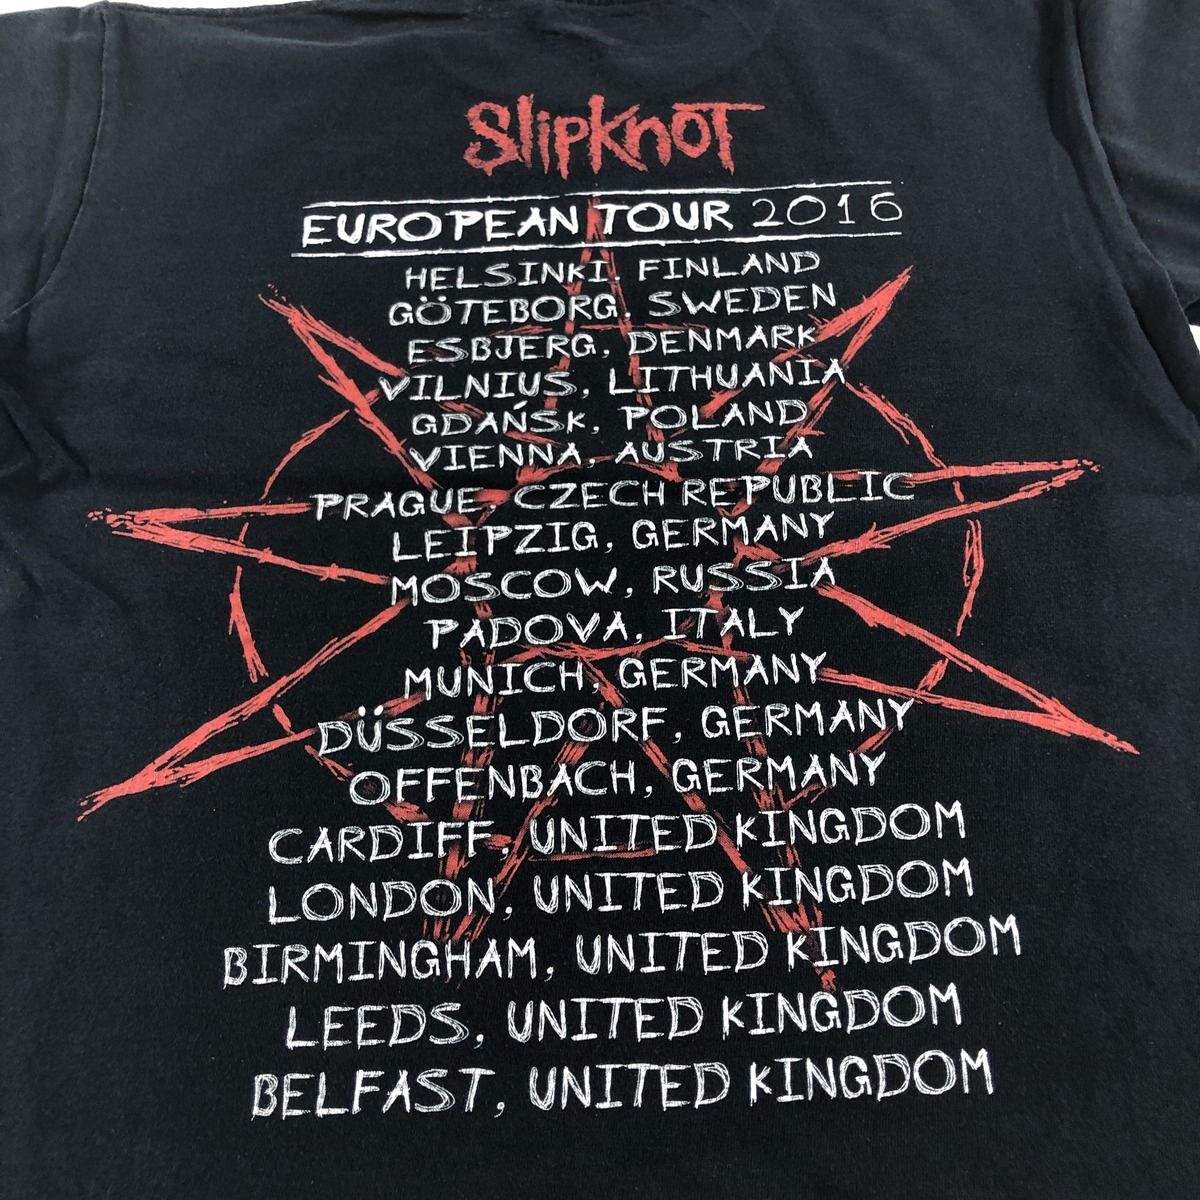 SlipKnoT
EUROPEAN TOUR 2016
HELSINKI, FINLAND
GÖTEBORG, SWEDEN
ESBJERG, DENMARK
VILNIUS, LITHUANIA
GDAŃSK, POLAND
VIENNA, AUSTRIA
PRAGUE, CZECH REPUBLIC
LEIPZIG, GERMANY
MOSCOW, RUSSIA
PADOVA, ITALY
MUNICH, GERMANY
DÜSSELDORF, GERMANY
OFFENBACH, GERMANY
CARDIFF, UNITED KINGDOM
LONDON, UNITED KINGDOM
BIRMINGHAM, UNITED KINGDOM
LEEDS, UNITED KINGDOM
BELFAST, UNITED KINGDOM